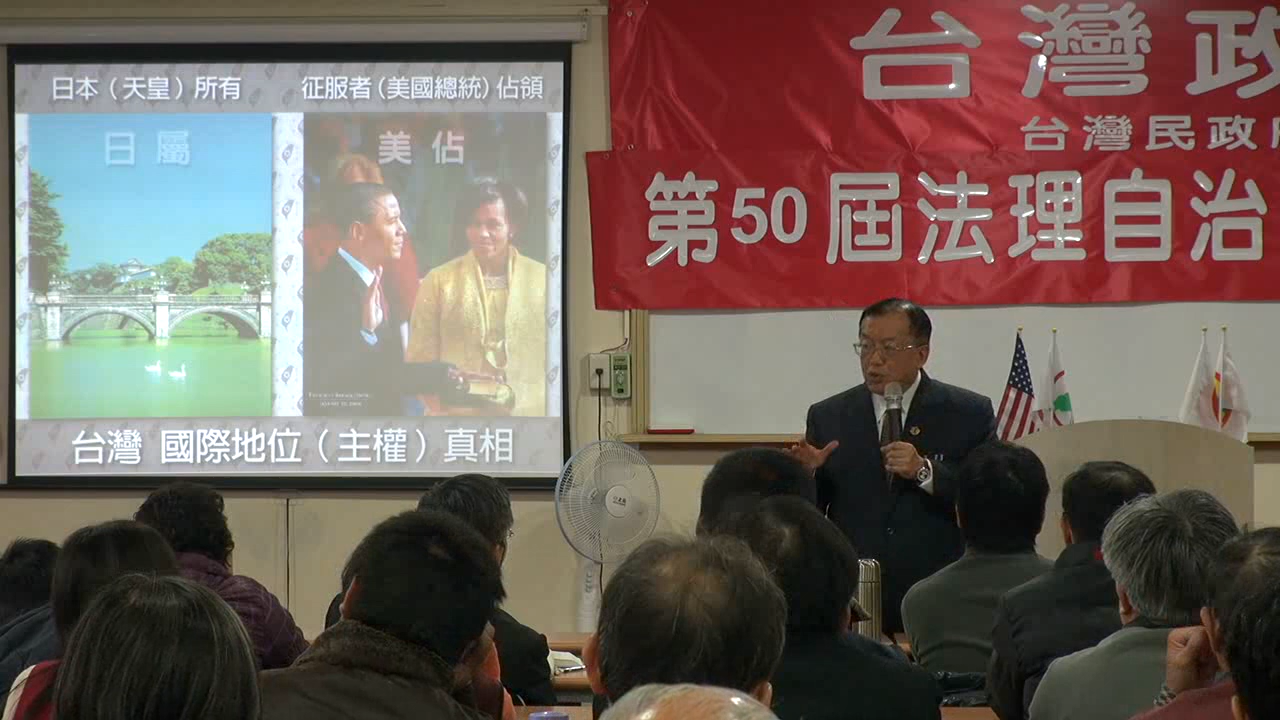 日本（天皇）所有
征服者（美國總統）佔領
日屬
美佔
台灣 國際地位（主權）真相
台灣政
台灣民政府
第50屆法理自治